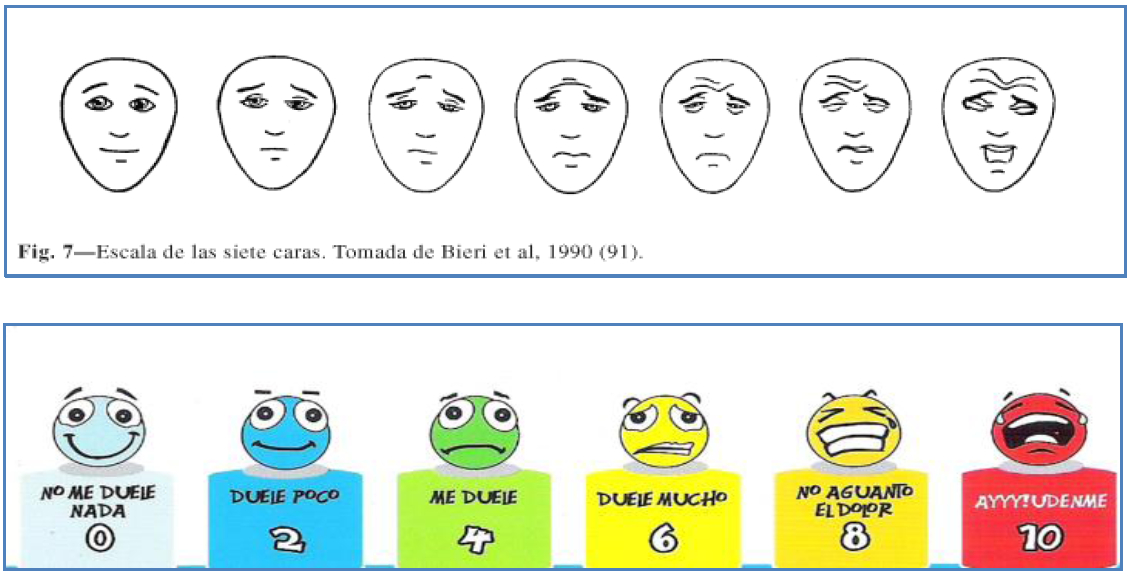 Fig. 7—Escala de las siete caras. Tomada de Bieri et al, 1990 (91).
NO ME DUELE
NADA
0
DUELE POCO
2
ME DUELE
4
DUELE MUCHO
6
NO AGUANTO
EL DOLOR
8
AYYY!UDENME
10